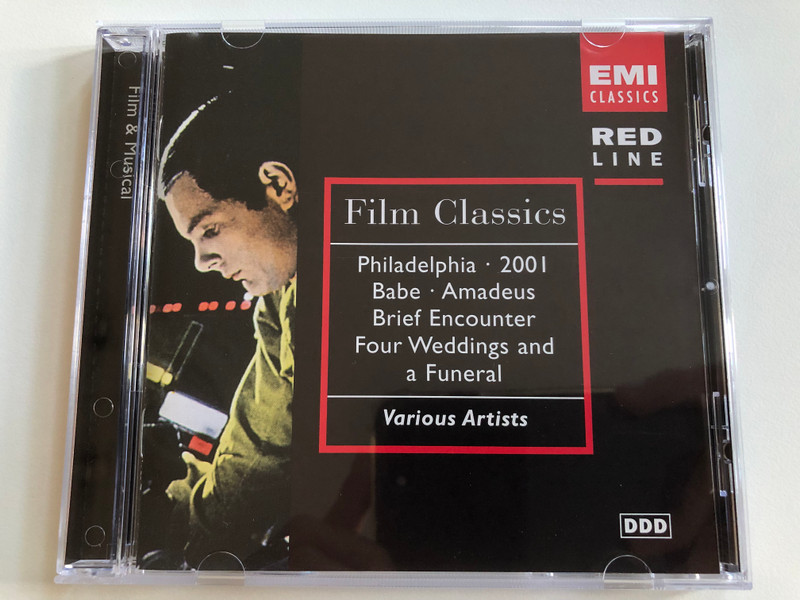 Film & Musical
EMI
CLASSICS
RED
LINE
Film Classics
Philadelphia · 2001
Babe · Amadeus
Brief Encounter
Four Weddings and
a Funeral
Various Artists
DDD